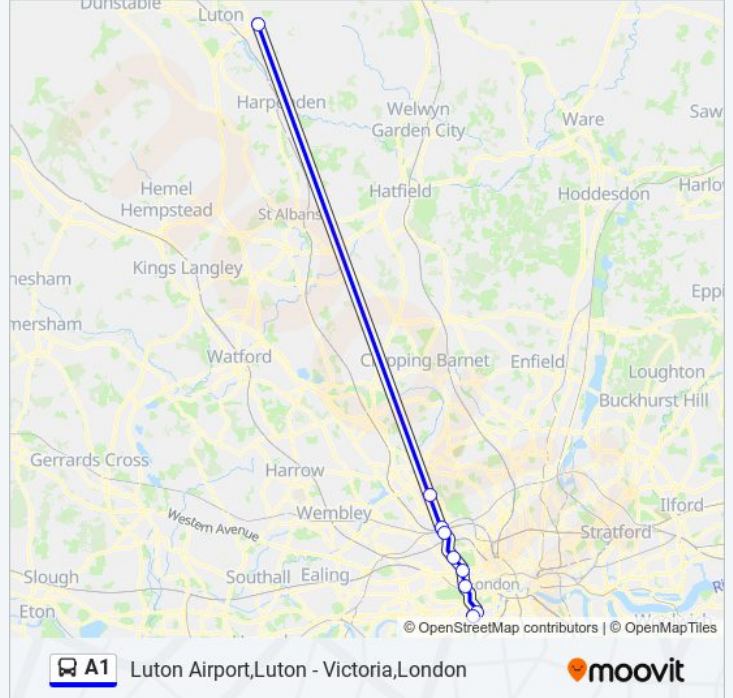 Dunstable
Luton
Harpenden
Welwyn
Garden City
Ware
Saw
Hemel
Hempstead
St Albans
Hatfield
Hoddesdon
Harlo
nesham
Kings Langley
mersham
Eppi
Watford
Chipping Barnet
Enfield
Loughton
Buckhurst Hill
Gerrards Cross
Harrow
Wembley
Ilford
Western Avenue
Stratford
Slough
Southall
Ealing
London
Eton
© OpenStreetMap contributors | © OpenMapTiles
A1
Luton Airport,Luton - Victoria,London
moovit